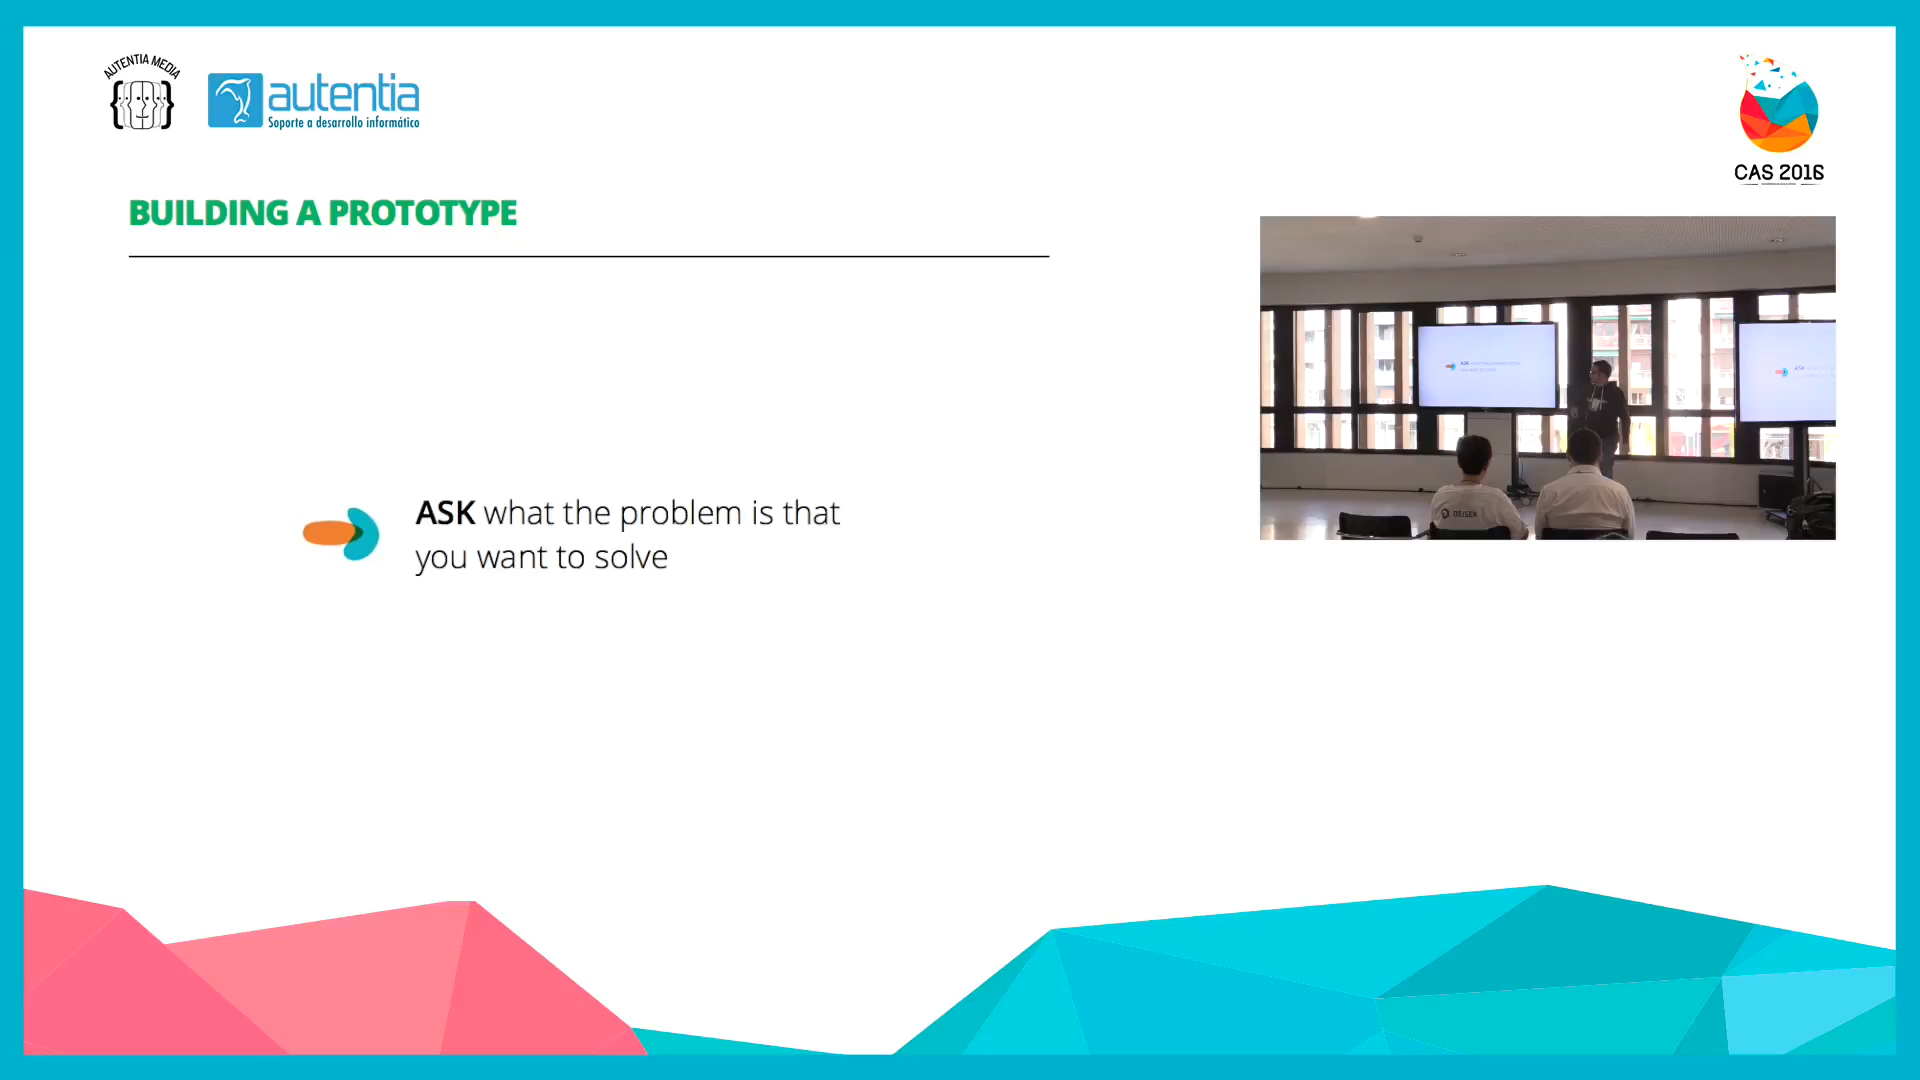 AUTENTIA MEDIA
autentia
Soporte a desarrollo informático
CAS 2016
BUILDING A PROTOTYPE
ASK what the problem is that
you want to solve